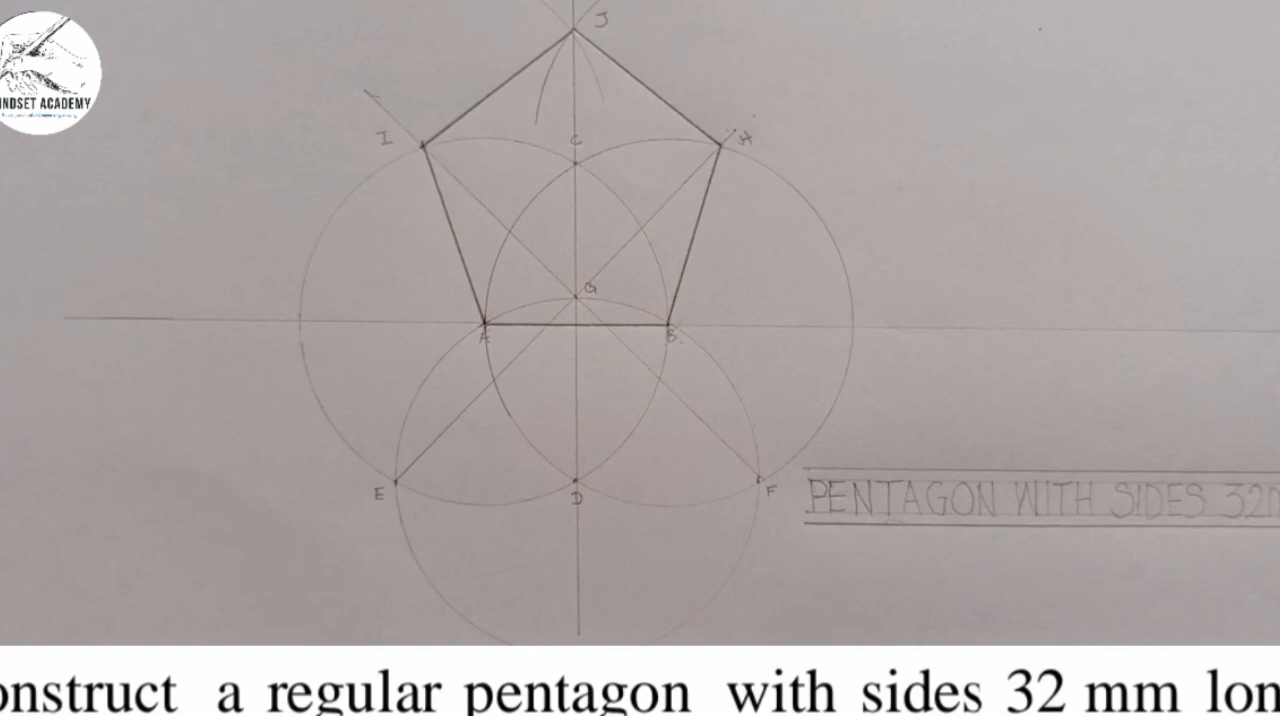 J
I
C
H
G
A
B.
E
D
F
PENTAGON WITH SIDES 32
INDSET ACADEMY
onstruct a regular pentagon with sides 32 mm lon